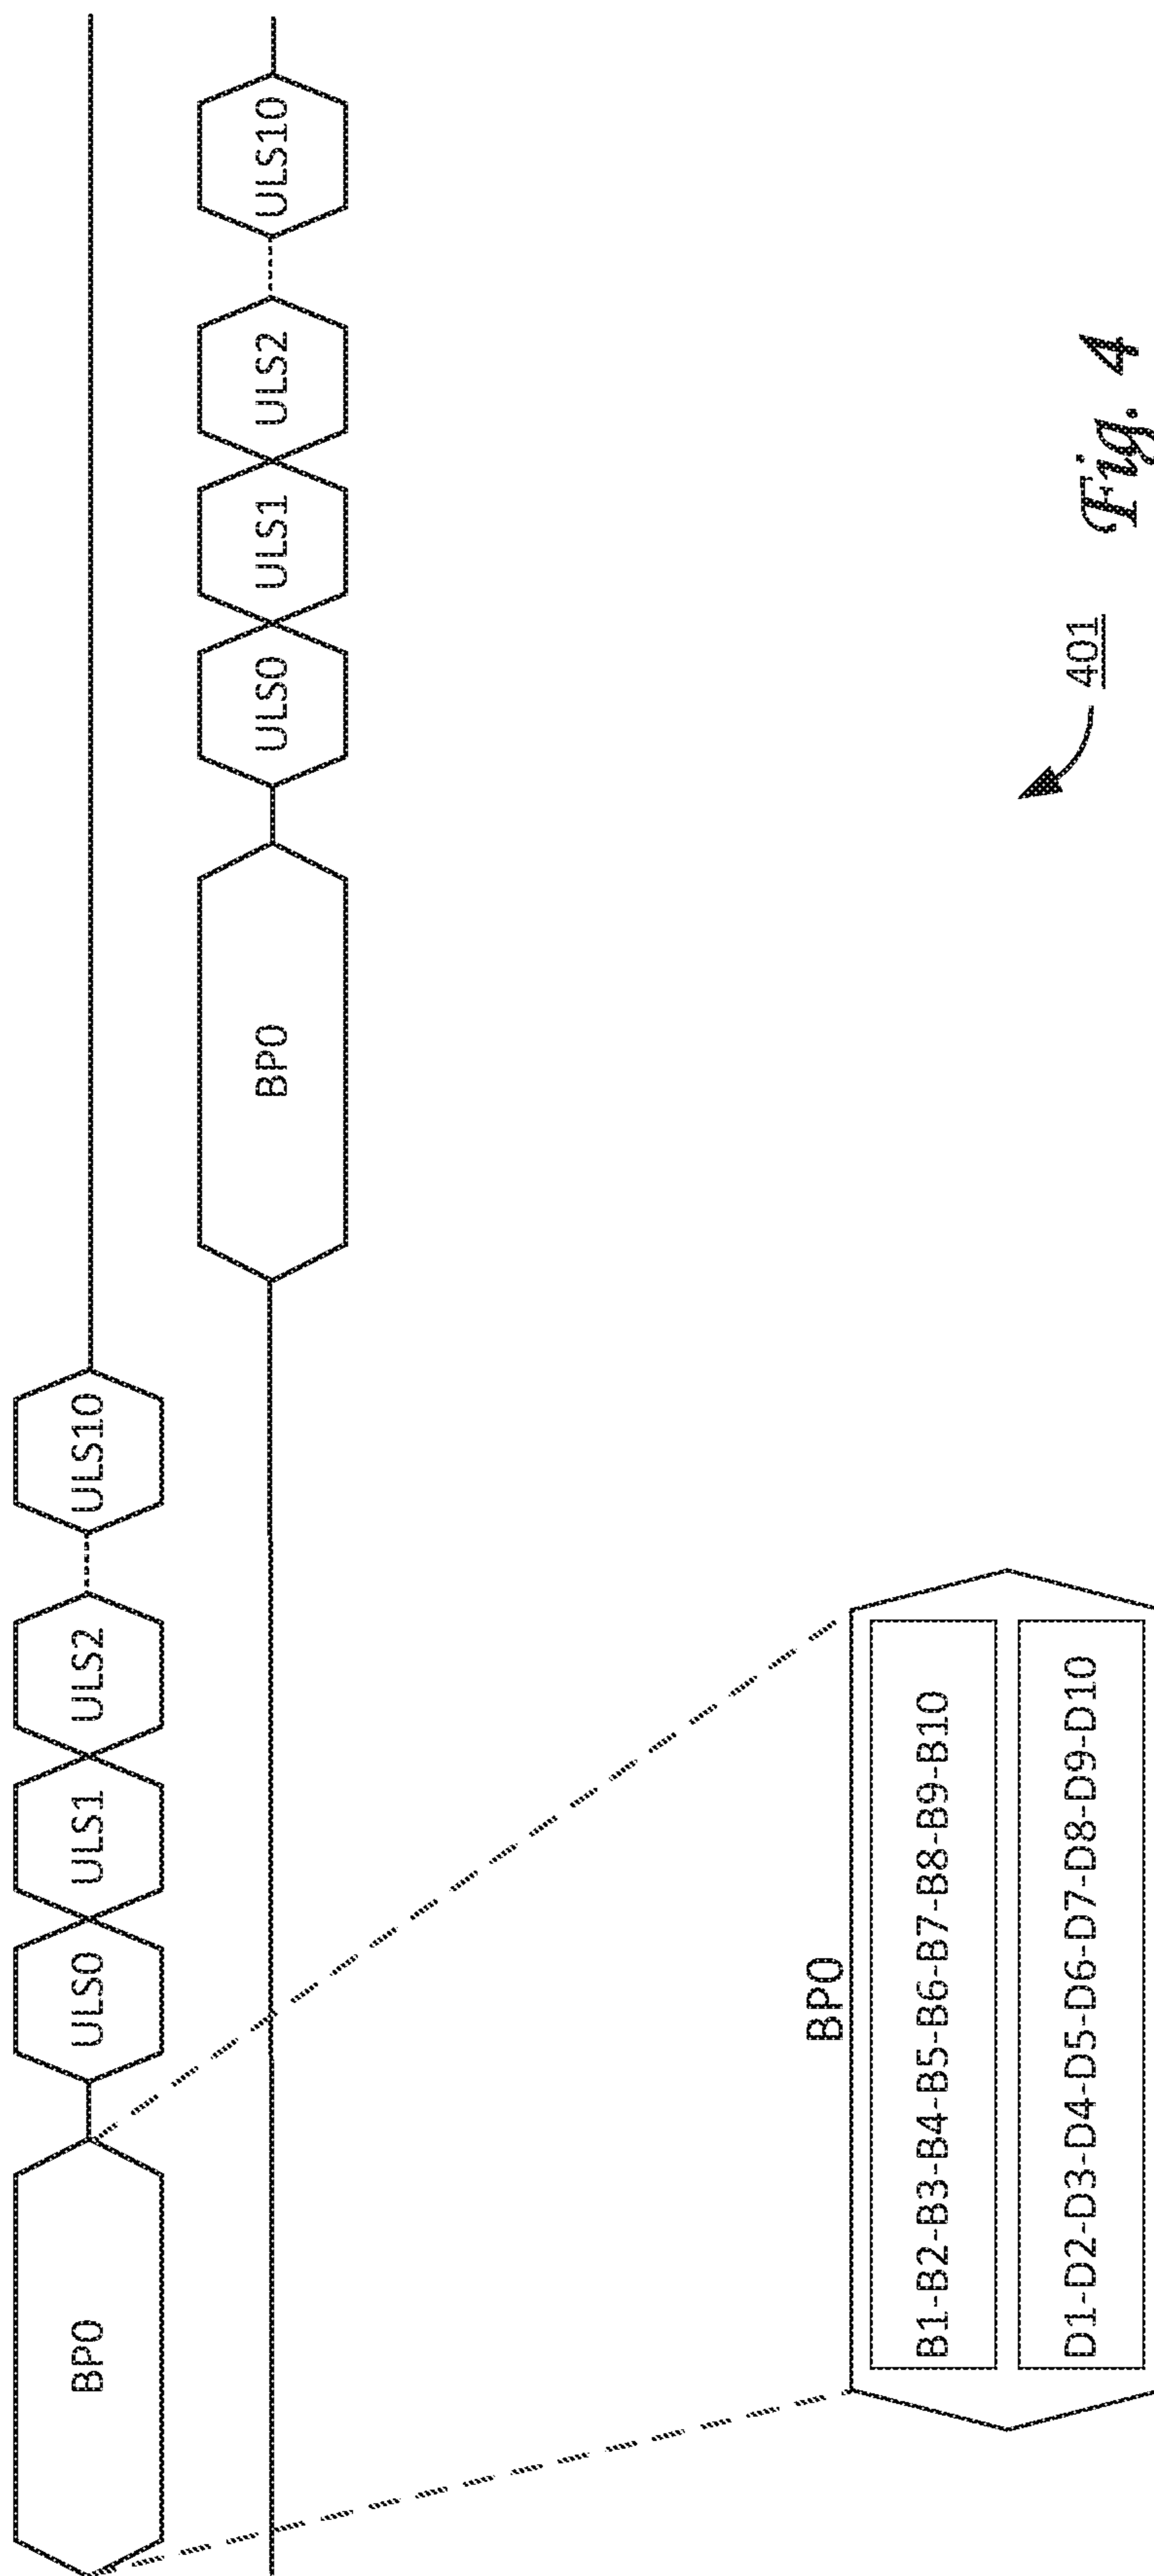 BP0 ULS0 ULS1 ULS2 ULS10
BP0 ULS0 ULS1 ULS2 ULS10
BP0
B1-B2-B3-B4-B5-B6-B7-B8-B9-B10
D1-D2-D3-D4-D5-D6-D7-D8-D9-D10
401
Fig. 4